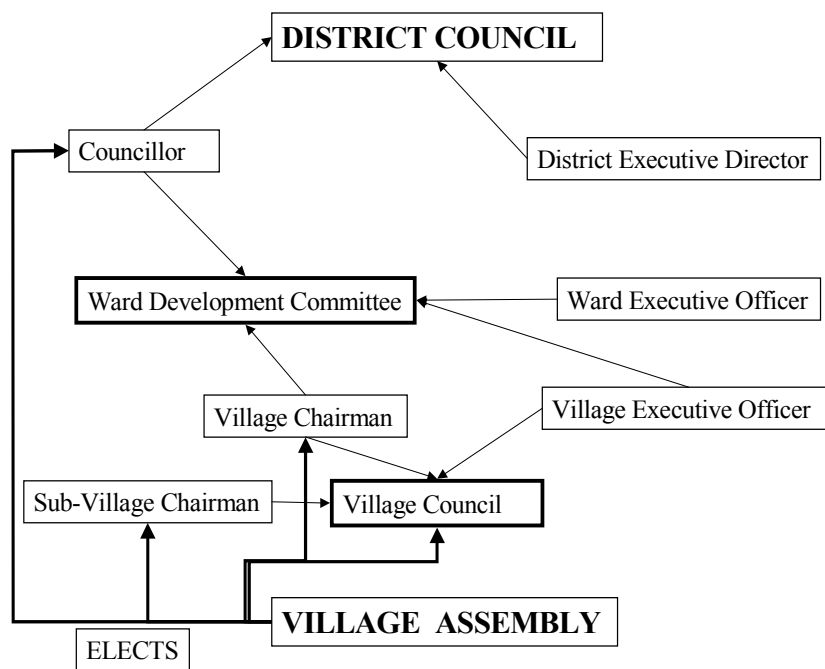 DISTRICT COUNCIL
Councillor
District Executive Director
Ward Development Committee
Ward Executive Officer
Village Chairman
Village Executive Officer
Sub-Village Chairman
Village Council
VILLAGE ASSEMBLY
ELECTS